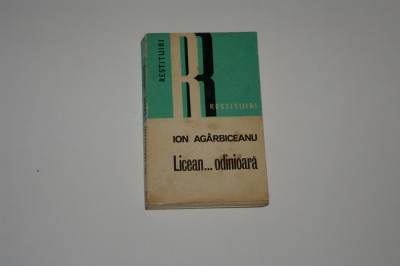 RESTITUIRI
R
RESTITUIRI
ION AGÂRBICEANU
Licean... odinioară